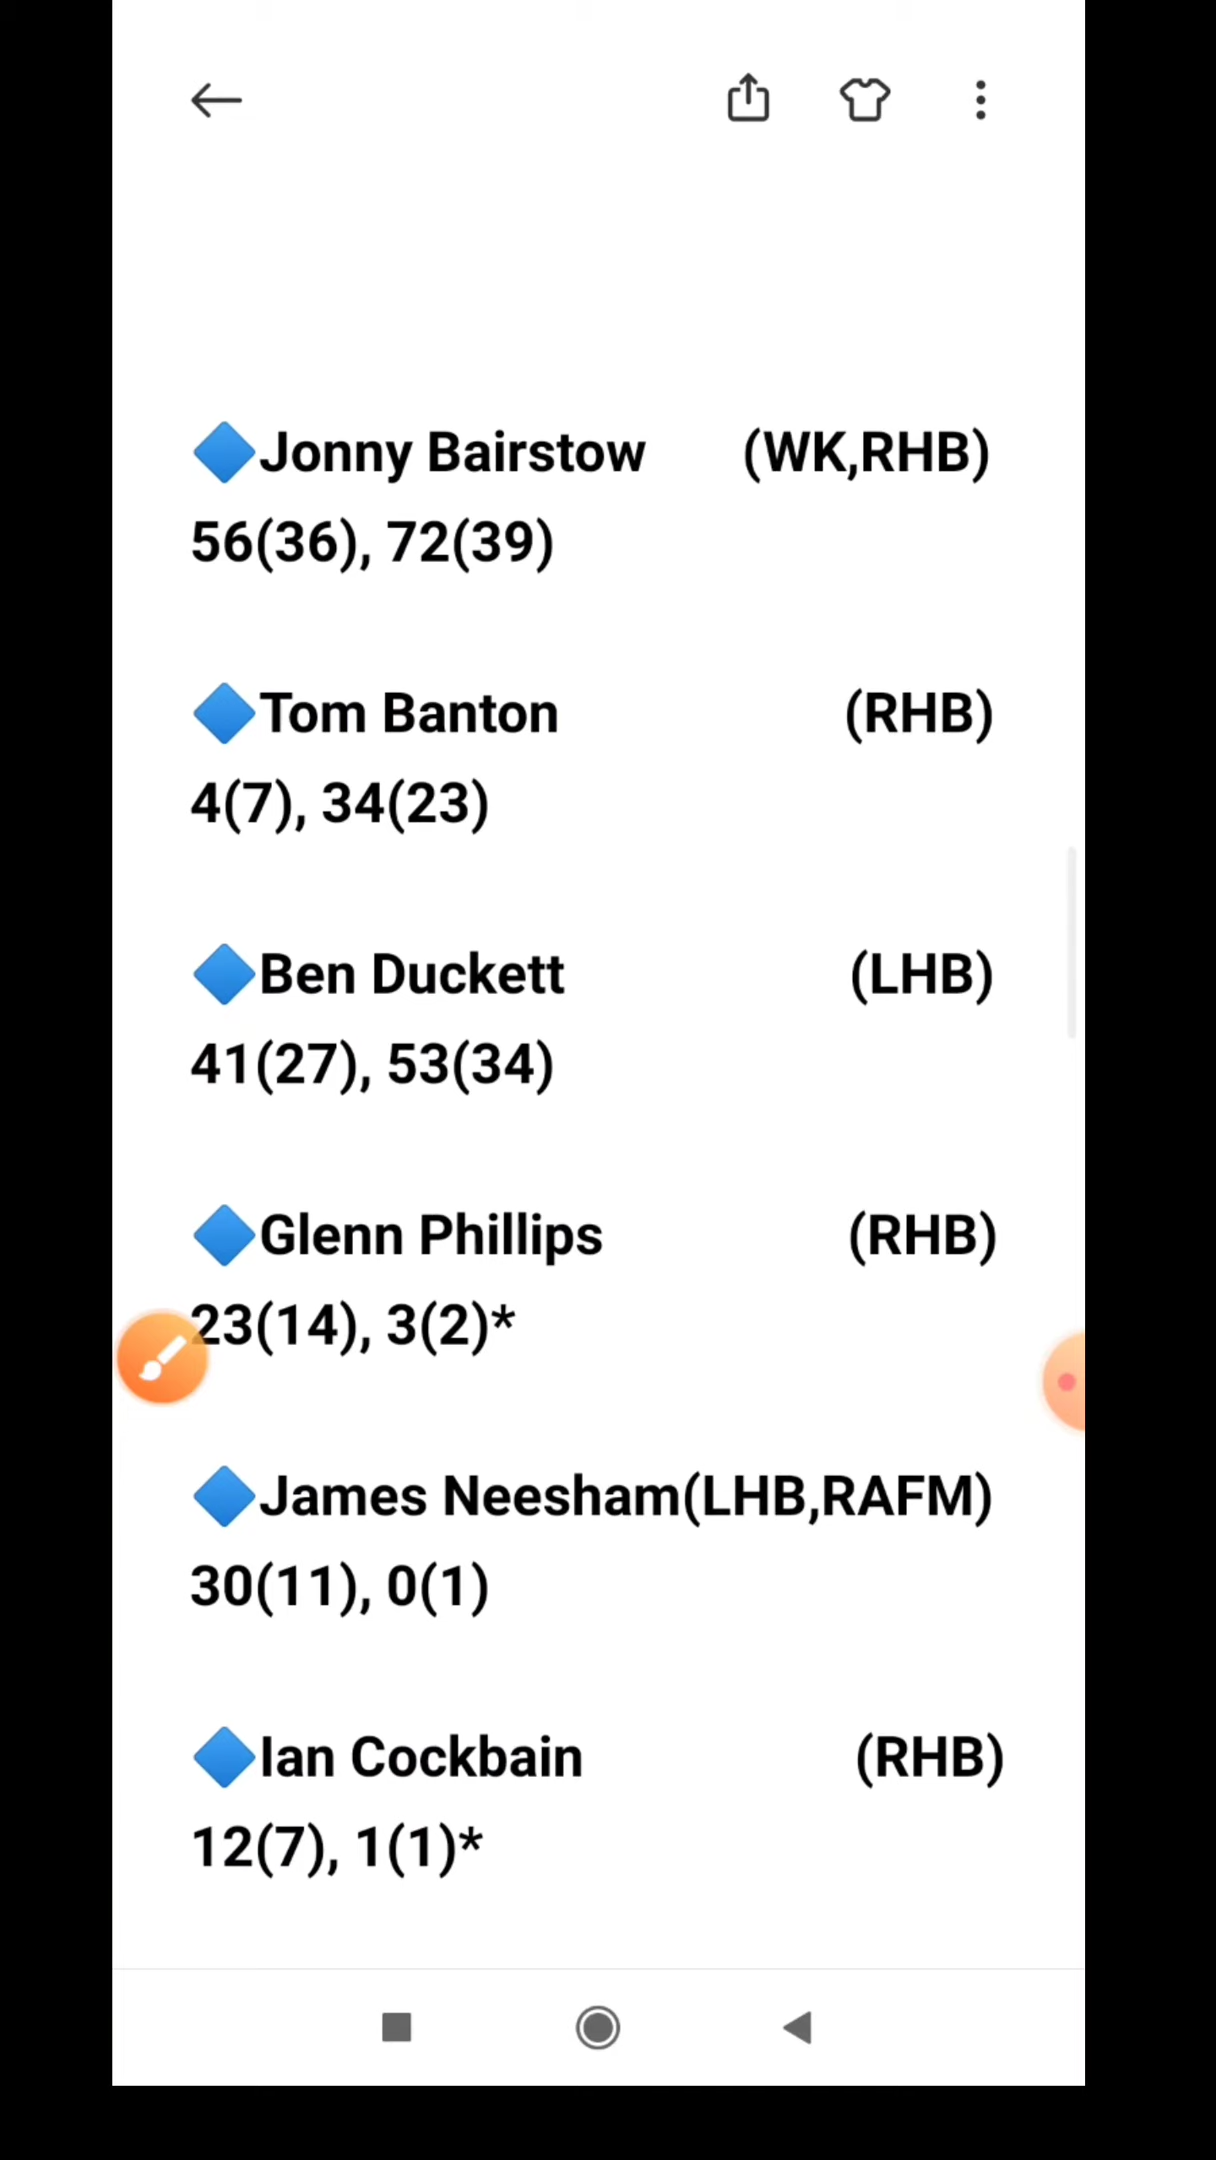 🔷Jonny Bairstow (WK,RHB)
56(36), 72(39)
🔷Tom Banton (RHB)
4(7), 34(23)
🔷Ben Duckett (LHB)
41(27), 53(34)
🔷Glenn Phillips (RHB)
23(14), 3(2)*
🔷James Neesham(LHB,RAFM)
30(11), 0(1)
🔷Ian Cockbain (RHB)
12(7), 1(1)*